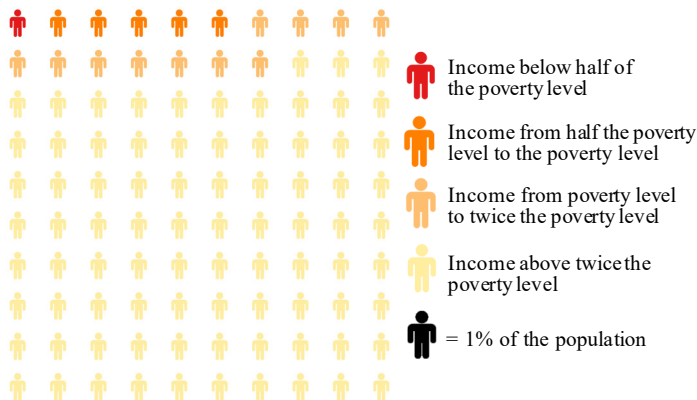 Income below half of
the poverty level
Income from half the poverty
level to the poverty level
Income from poverty level
to twice the poverty level
Income above twice the
poverty level
= 1% of the population